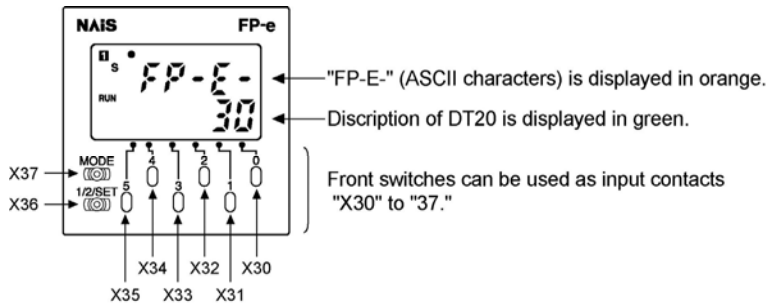 NAiS FP-e
1
S
FP-E-
"FP-E-" (ASCII characters) is displayed in orange.
RUN
30
Discription of DT20 is displayed in green.
MODE 4 2 0
X37
1/2/SET 5 3 1
X36
Front switches can be used as input contacts
"X30" to "37."
X34 X32 X30
X35 X33 X31